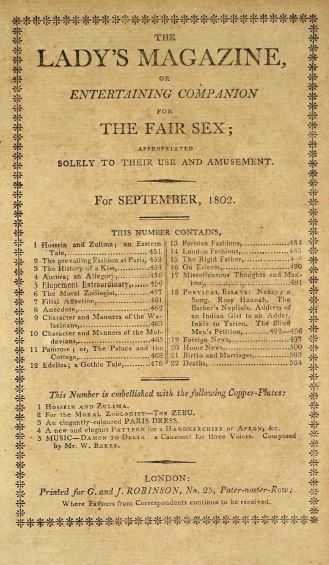 THE
LADY'S MAGAZINE,
OR
ENTERTAINING COMPANION
FOR
THE FAIR SEX;
APPROPRIATED
SOLELY TO THEIR USE AND AMUSEMENT.
For SEPTEMBER, 1802.
THIS NUMBER CONTAINS,
1 Hossein and Zulima; an Eastern
Tale, 451
2 The prevailing Fashion at Paris, 453
3 The History of a Kiss, 454
4 Aurora; an Allegory, 456
5 Elopement Extraordinary, 456
6 The Moral Zoologist, 457
7 Filial Affection, 461
8 Anecdote, 462
9 Character and Manners of the Walachians, 463
10 Character and Manners of the Moldavians, 465
11 Panrose; or, The Palace and the
Cottage, 468
12 Edeliza; a Gothic Tale, 476
13 Parisian Fashions, 484
14 London Fashions, 485
15 The Rigid Father,
16 On Esteem, 490
17 Miscellaneous Thoughts and Maxims, 491
18 POETICAL ESSAYS:
Song. Rosy Hannah. The
Barber's Nuptials. Address of
an Indian Girl to an Adder.
Inkle to Yarico. The Blind
Man's Petition, 492—496
19 Foreign News, 497
20 Home News, 500
21 Births and Marriages, 503
22 Deaths, 504
This Number is embellished with the following Copper-Plates:
1 HOSSEIN AND ZULIMA.
2 For the MORAL ZOOLOGIST—The ZEBU.
3 An elegantly-coloured PARIS DRESS.
4 A new and elegant PATTERN for a HANDKERCHIEF or APRON, &c.
5 MUSIC—DAMON TO DELIA: a Canzonet for three Voices. Composed
by Mr. W. BARRE.
LONDON:
Printed for G. and J. ROBINSON, No. 25, Pater-noster-Row;
Where Favours from Correspondents continue to be received.